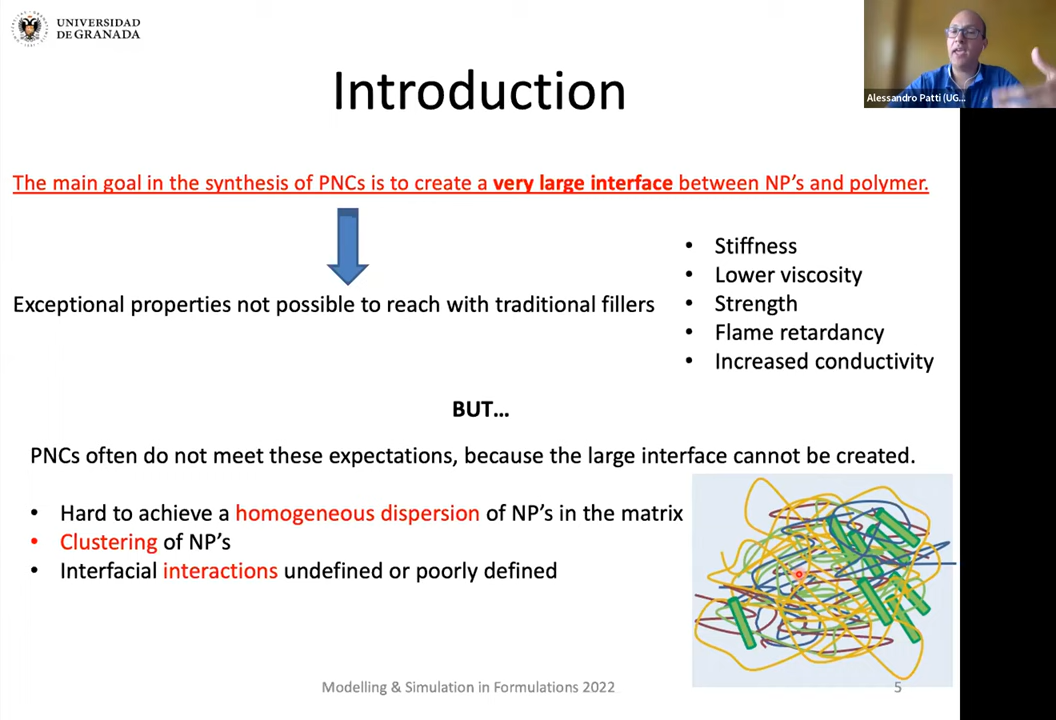 UNIVERSIDAD
DE GRANADA
Alessandro Patti (UG...
Introduction
The main goal in the synthesis of PNCs is to create a very large interface between NP's and polymer.
Exceptional properties not possible to reach with traditional fillers
• Stiffness
• Lower viscosity
• Strength
• Flame retardancy
• Increased conductivity
BUT...
PNCs often do not meet these expectations, because the large interface cannot be created.
• Hard to achieve a homogeneous dispersion of NP's in the matrix
• Clustering of NP's
• Interfacial interactions undefined or poorly defined
Modelling & Simulation in Formulations 2022
5